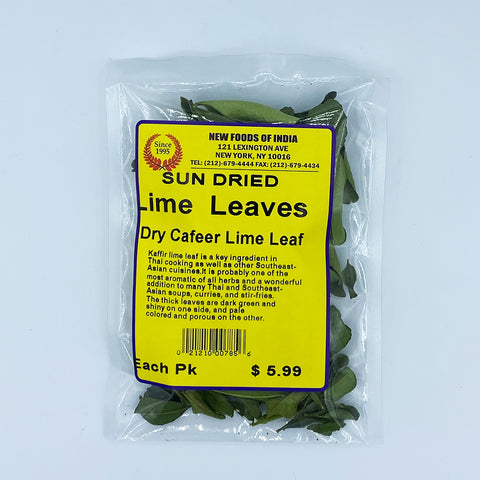 Since
1995
NEW FOODS OF INDIA
121 LEXINGTON AVE
NEW YORK, NY 10016
TEL: (212)-679-4444 FAX: (212)-679-4434
SUN DRIED
Lime Leaves
Dry Cafeer Lime Leaf
Kaffir lime leaf is a key ingredient in
Thai cooking as well as other Southeast-
Asian cuisines.It is probably one of the
most aromatic of all herbs and a wonderful
addition to many Thai and Southeast-
Asian soups, curries, and stir-fries.
The thick leaves are dark green and
shiny on one side, and pale
colored and porous on the other.
0 21210 00785 6
Each Pk $ 5.99